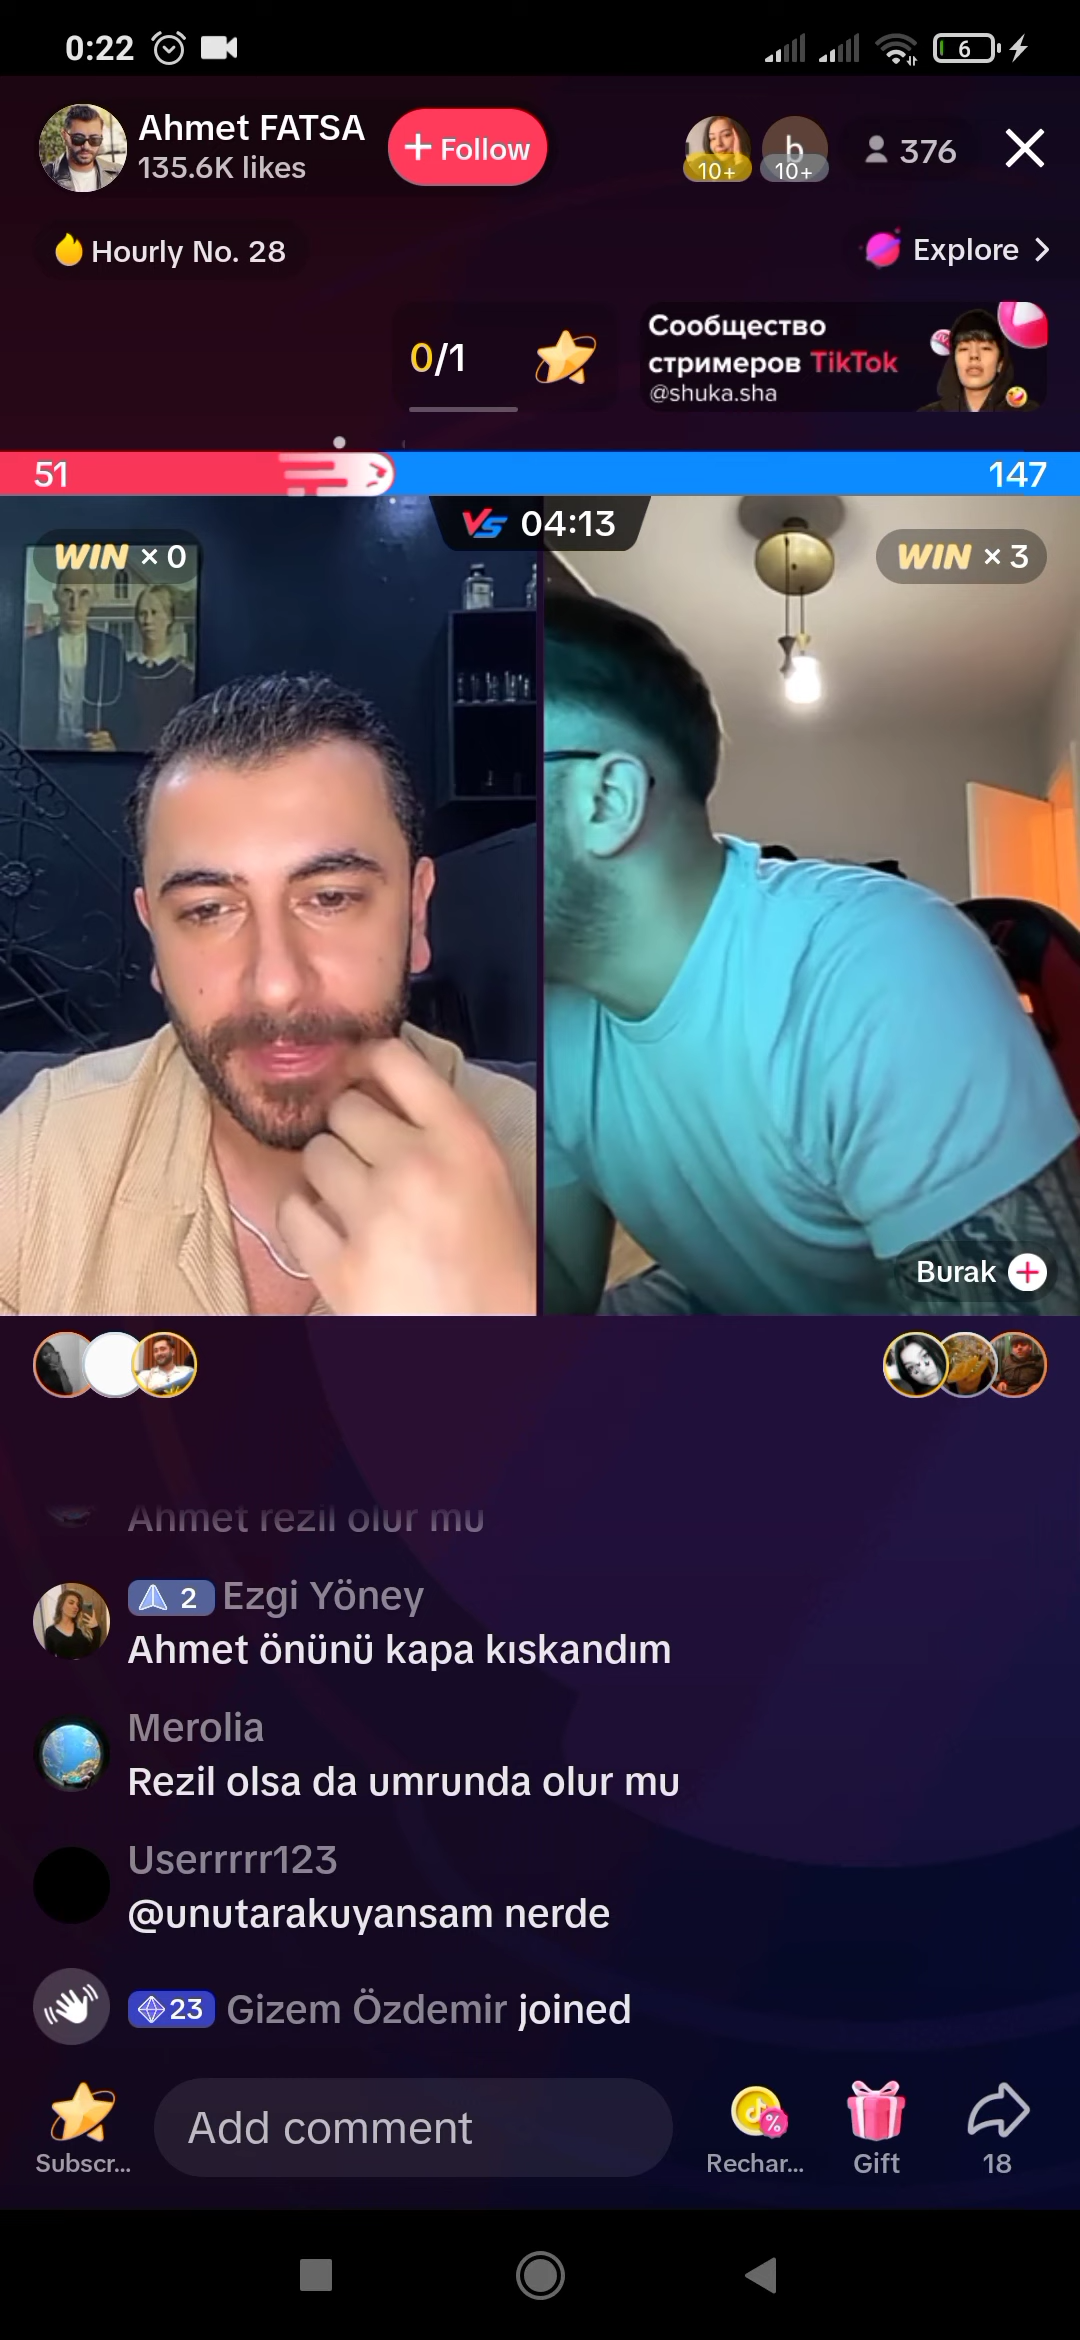 0:22
6
Ahmet FATSA
135.6K likes
+ Follow
10+
b
10+
376
Hourly No. 28
Explore
0/1
Сообщество
стримеров TikTok
@shuka.sha
51
147
VS 04:13
WIN × 0
WIN × 3
Burak
Ahmet rezil olur mu
2 Ezgi Yöney
Ahmet önünü kapa kıskandım
Merolia
Rezil olsa da umrunda olur mu
Userrrrr123
@unutarakuyansam nerde
23 Gizem Özdemir joined
Add comment
Subscr...
Rechar...
Gift
18